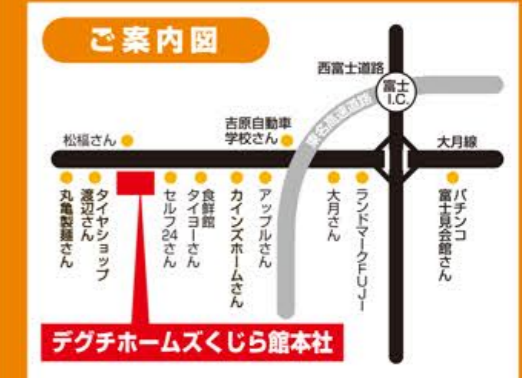 ご案内図
西富士道路
富士
I.C.
東名高速道路
吉原自動車
学校さん
松福さん
大月線
丸亀製麺さん
タイヤショップ
渡辺さん
セルフ24さん
食鮮館
タイヨーさん
カインズホームさん
アップルさん
大月さん
ランドマークFUJI
パチンコ
富士見会館さん
デグチホームズくじら館本社